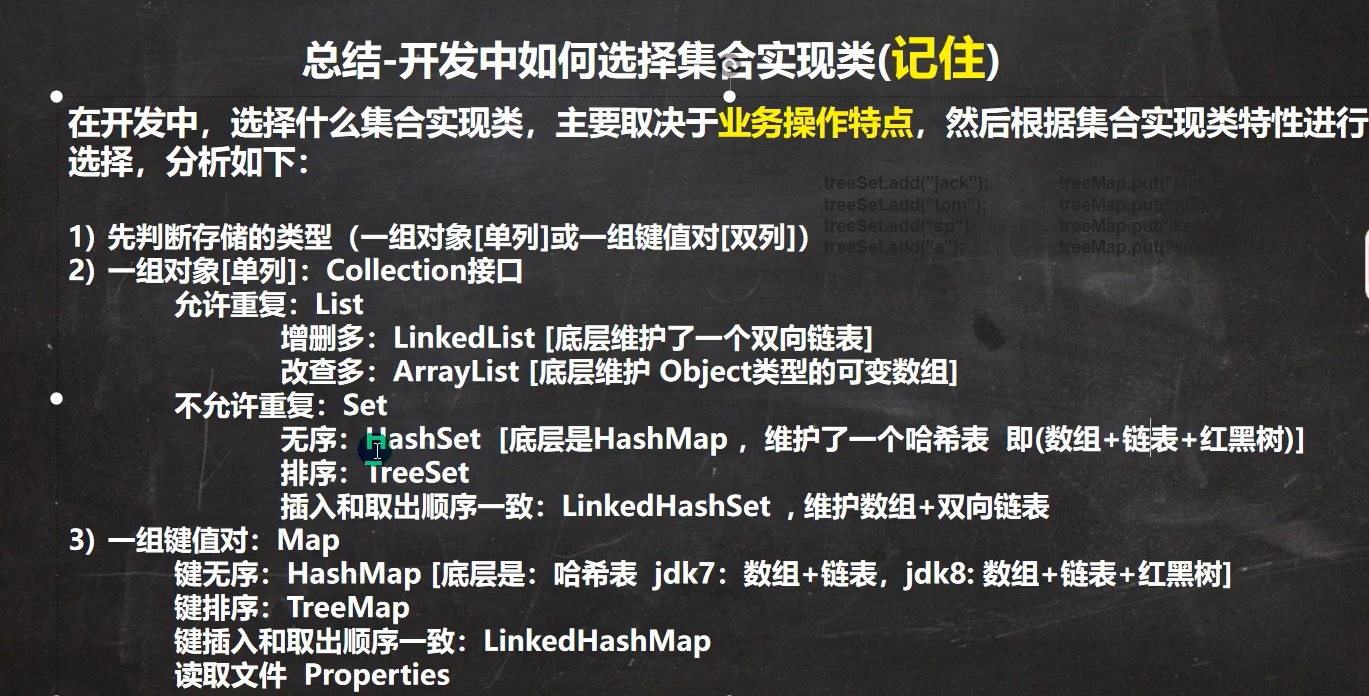 总结-开发中如何选择集合实现类(记住)
在开发中，选择什么集合实现类，主要取决于业务操作特点，然后根据集合实现类特性进行
选择，分析如下：
treeSet.add("jack");
treeSet.add("tom");
treeSet.add("sp");
treeSet.add("a");
treeMap.put("jac
treeMap.put(
treeMap.put("k
treeMap.put("sm
1) 先判断存储的类型（一组对象[单列]或一组键值对[双列]）
2) 一组对象[单列]：Collection接口
允许重复：List
增删多：LinkedList [底层维护了一个双向链表]
改查多：ArrayList [底层维护 Object类型的可变数组]
不允许重复：Set
无序：HashSet [底层是HashMap ，维护了一个哈希表 即(数组+链表+红黑树)]
排序：TreeSet
插入和取出顺序一致：LinkedHashSet , 维护数组+双向链表
3) 一组键值对：Map
键无序：HashMap [底层是：哈希表 jdk7：数组+链表，jdk8: 数组+链表+红黑树]
键排序：TreeMap
键插入和取出顺序一致：LinkedHashMap
读取文件 Properties